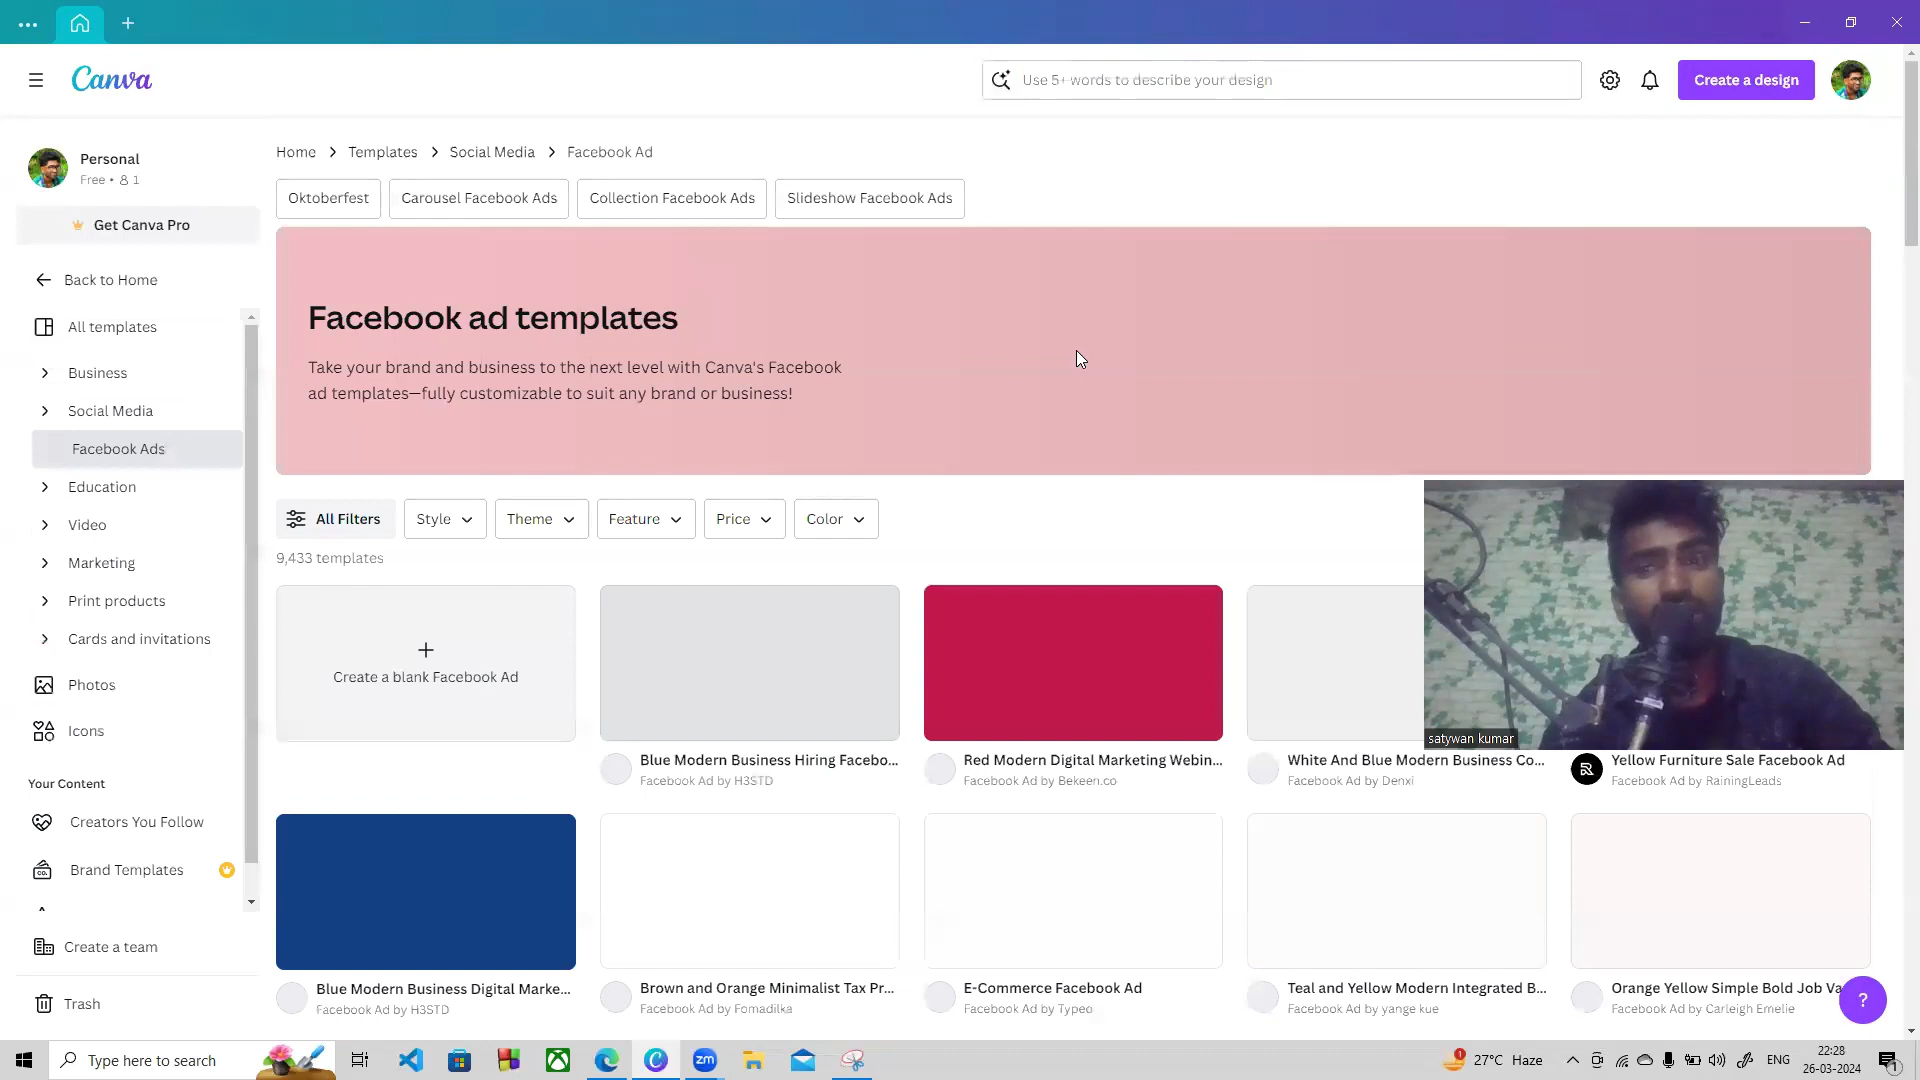 Canva
Use 5+ words to describe your design
Create a design
Personal
Free • 1
Get Canva Pro
Back to Home
All templates
Business
Social Media
Facebook Ads
Education
Video
Marketing
Print products
Cards and invitations
Photos
Icons
Your Content
Creators You Follow
Brand Templates
CO.
Create a team
Trash
Home > Templates > Social Media > Facebook Ad
Oktoberfest
Carousel Facebook Ads
Collection Facebook Ads
Slideshow Facebook Ads
Facebook ad templates
Take your brand and business to the next level with Canva's Facebook
ad templates—fully customizable to suit any brand or business!
All Filters
Style
Theme
Feature
Price
Color
9,433 templates
+
Create a blank Facebook Ad
Blue Modern Business Hiring Facebo...
Facebook Ad by H3STD
Red Modern Digital Marketing Webin...
Facebook Ad by Bekeen.co
White And Blue Modern Business Co...
Facebook Ad by Denxi
satywan kumar
R
Yellow Furniture Sale Facebook Ad
Facebook Ad by RainingLeads
Blue Modern Business Digital Marke...
Facebook Ad by H3STD
Brown and Orange Minimalist Tax Pr...
Facebook Ad by Fomadilka
E-Commerce Facebook Ad
Facebook Ad by Typeo
Teal and Yellow Modern Integrated B...
Facebook Ad by yange kue
Orange Yellow Simple Bold Job Va
Facebook Ad by Carleigh Emelie
?
Type here to search
C
zm
1
27°C Haze
ENG
22:28
26-03-2024
1